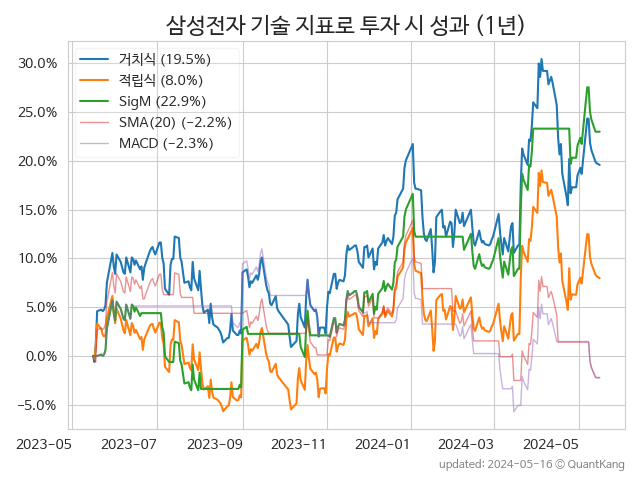 삼성전자 기술 지표로 투자 시 성과 (1년)
거치식 (19.5%)
적립식 (8.0%)
SigM (22.9%)
SMA(20) (−2.2%)
MACD (−2.3%)
30.0%
25.0%
20.0%
15.0%
10.0%
5.0%
0.0%
−5.0%
2023-05 2023-07 2023-09 2023-11 2024-01 2024-03 2024-05
updated: 2024-05-16 © QuantKang